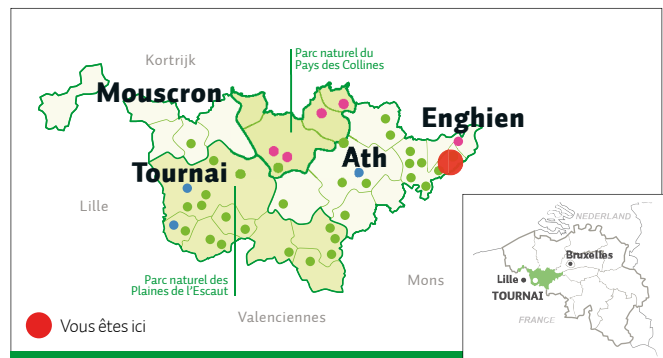 Kortrijk
Parc naturel du
Pays des Collines
Mouscron
Enghien
Ath
Tournai
Lille
Parc naturel des
Plaines de l'Escaut
Mons
Valenciennes
Vous êtes ici
NEDERLAND
Bruxelles
Lille
TOURNAI
FRANCE